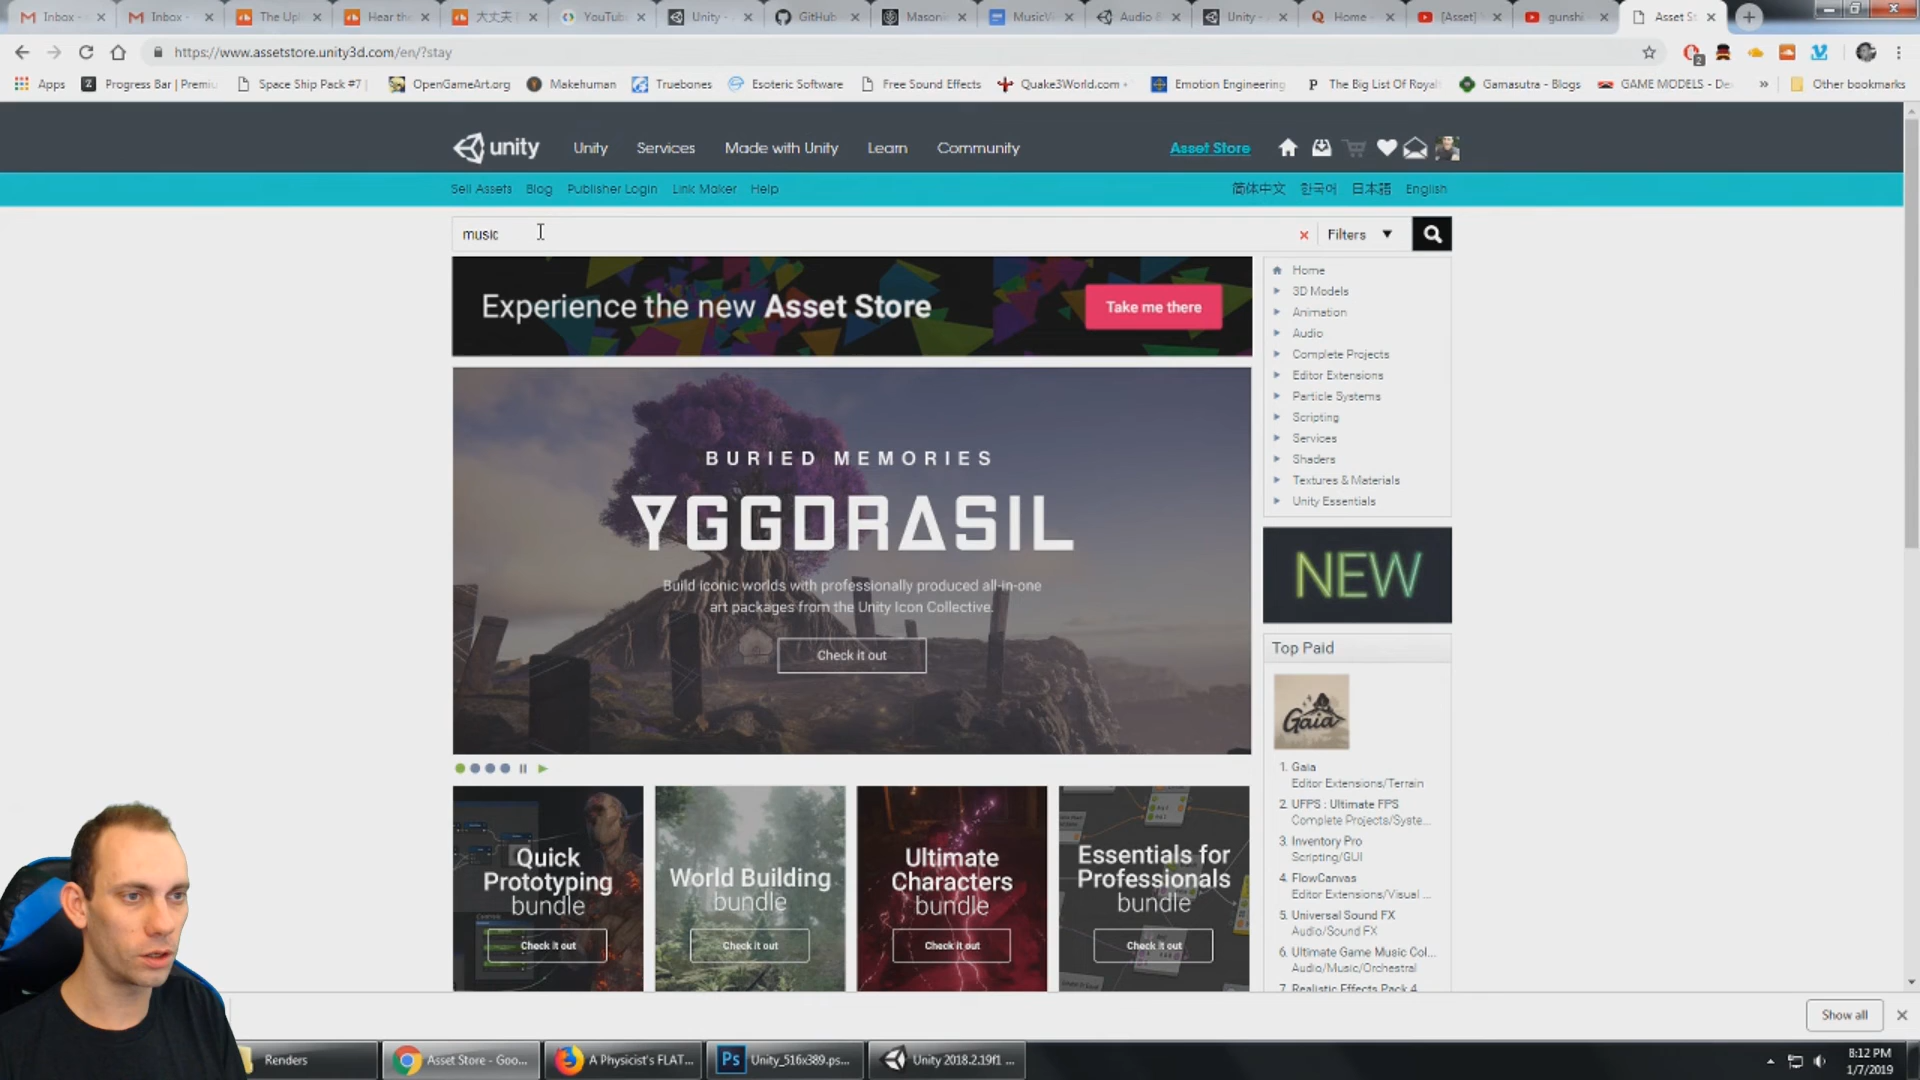 Inbox -
Inbox -
The Upl
Hear the
大丈夫
YouTub
Unity -
GitHub
Masonic
MusicW
Audio
Unity -
Home -
[Asset]
gunshi
Asset St
https://www.assetstore.unity3d.com/en/?stay
2
Apps
Progress Bar | Premiu
Space Ship Pack #7 |
OpenGameArt.org
Makehuman
Truebones
Esoteric Software
Free Sound Effects
Quake3World.com
Emotion Engineering
The Big List Of Royal
Gamasutra - Blogs
GAME MODELS - De
»
Other bookmarks
unity
Unity
Services
Made with Unity
Learn
Community
Asset Store
Sell Assets
Blog
Publisher Login
Link Maker
Help
简体中文
한국어
日本語
English
music
Filters
Experience the new Asset Store
Take me there
BURIED MEMORIES
YGGDRASIL
Build iconic worlds with professionally produced all-in-one
art packages from the Unity Icon Collective.
Check it out
Home
3D Models
Animation
Audio
Complete Projects
Editor Extensions
Particle Systems
Scripting
Services
Shaders
Textures & Materials
Unity Essentials
NEW
Top Paid
Gaia
1. Gaia
Editor Extensions/Terrain
2. UFPS : Ultimate FPS
Complete Projects/Syste...
3. Inventory Pro
Scripting/GUI
4. FlowCanvas
Editor Extensions/Visual ...
5. Universal Sound FX
Audio/Sound FX
6. Ultimate Game Music Col...
Audio/Music/Orchestral
7. Realistic Effects Pack 4
Quick
Prototyping
bundle
Check it out
World Building
bundle
Check it out
Ultimate
Characters
bundle
Check it out
Essentials for
Professionals
bundle
Check it out
Show all
Renders
Asset Store - Goo...
A Physicist's FLAT...
Ps
Unity_516x389.ps...
Unity 2018.2.19f1 ...
8:12 PM
1/7/2019